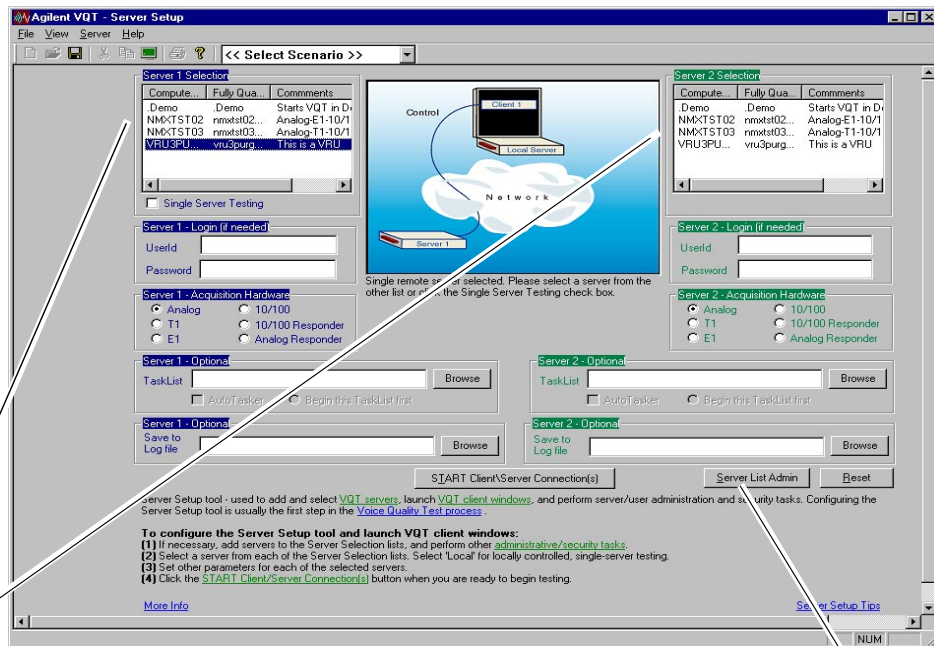 Agilent VQT - Server Setup
File View Server Help
<< Select Scenario >>
Server 1 Selection
Compute... Fully Qua... Commments
.Demo .Demo Starts VQT in D
NMXTST02 nmxtst02... Analog-E1-10/1
NMXTST03 nmxtst03... Analog-T1-10/1
VRU3PU... vru3purg... This is a VRU
Single Server Testing
Server 1 - Login (if needed)
UserId
Password
Server 1 - Acquisition Hardware
Analog 10/100
T1 10/100 Responder
E1 Analog Responder
Control
Client 1
Local Server
Network
Server 1
Single remote server selected. Please select a server from the
other list or click the Single Server Testing check box.
Server 2 Selection
Compute... Fully Qua... Commments
.Demo .Demo Starts VQT in D
NMXTST02 nmxtst02... Analog-E1-10/1
NMXTST03 nmxtst03... Analog-T1-10/1
VRU3PU... vru3purg... This is a VRU
Server 2 - Login (if needed)
UserId
Password
Server 2 - Acquisition Hardware
Analog 10/100
T1 10/100 Responder
E1 Analog Responder
Server 1 - Optional
TaskList Browse
AutoTasker Begin this TaskList first
Server 2 - Optional
TaskList Browse
AutoTasker Begin this TaskList first
Server 1 - Optional
Save to
Log file Browse
Server 2 - Optional
Save to
Log file Browse
START Client\Server Connection(s) Server List Admin Reset
Server Setup tool - used to add and select VQT servers, launch VQT client windows, and perform server/user administration and security tasks. Configuring the
Server Setup tool is usually the first step in the Voice Quality Test process .
To configure the Server Setup tool and launch VQT client windows:
(1) If necessary, add servers to the Server Selection lists, and perform other administrative/security tasks.
(2) Select a server from each of the Server Selection lists. Select 'Local' for locally controlled, single-server testing.
(3) Set other parameters for each of the selected servers.
(4) Click the START Client/Server Connection(s) button when you are ready to begin testing.
More Info Server Setup Tips
NUM